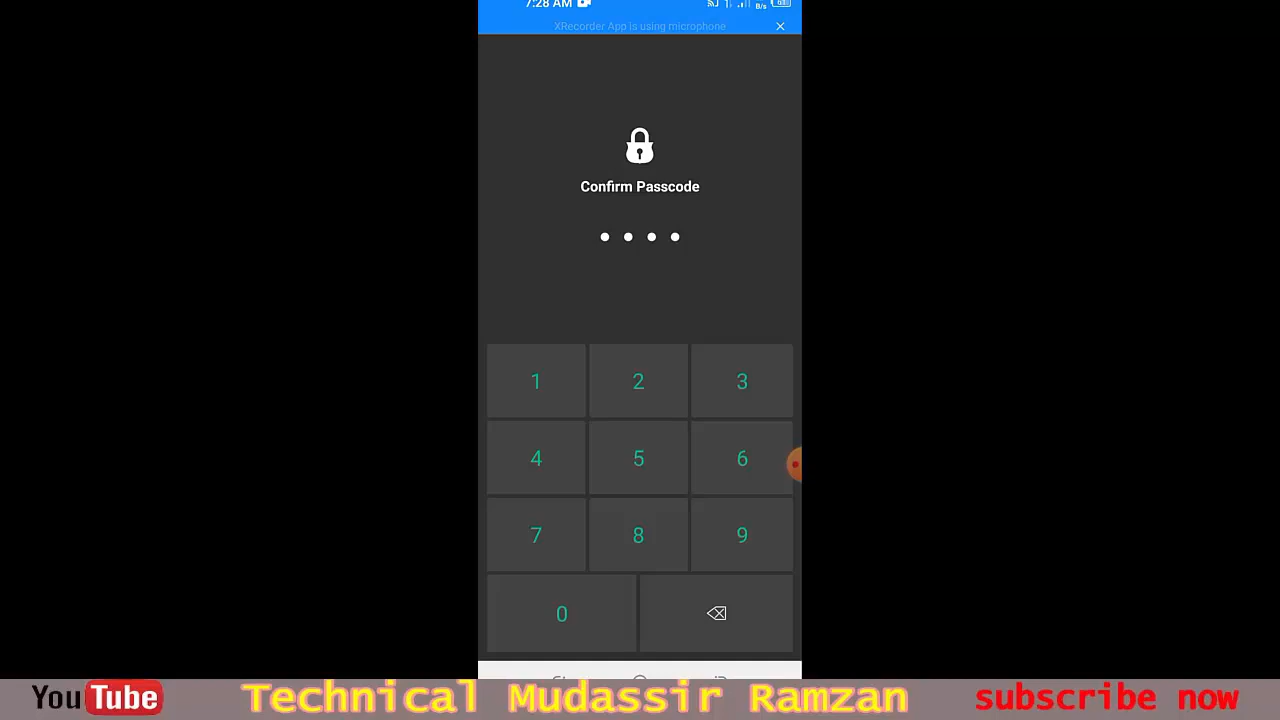 7:28 AM B/s
XRecorder App is using microphone
Confirm Passcode
1 2 3
4 5 6
7 8 9
0
YouTube Technical Mudassir Ramzan subscribe now